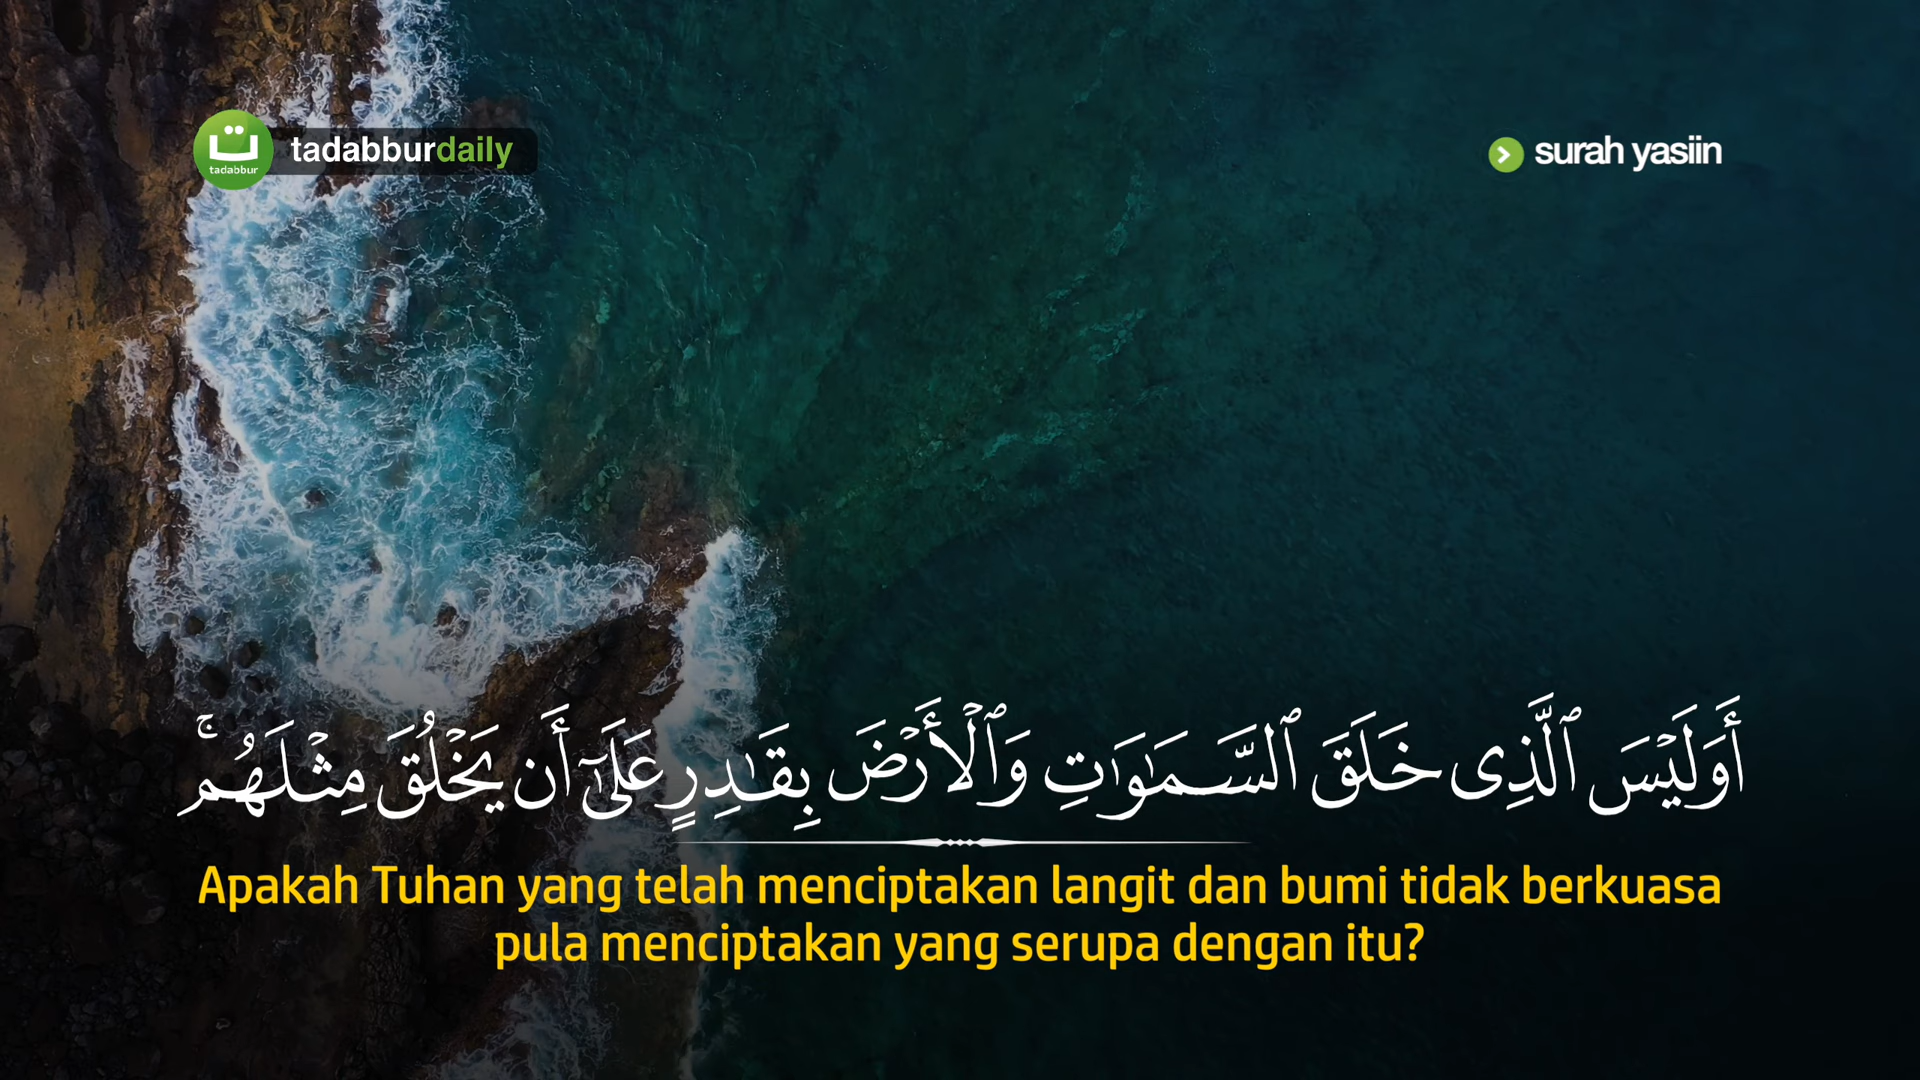 ت
tadabbur
tadabburdaily
surah yasiin
أَوَلَيْسَ ٱلَّذِى خَلَقَ ٱلسَّمَـٰوَٰتِ وَٱلْأَرْضَ بِقَـٰدِرٍ عَلَىٰٓ أَن يَخْلُقَ مِثْلَهُم ۚ
Apakah Tuhan yang telah menciptakan langit dan bumi tidak berkuasa
pula menciptakan yang serupa dengan itu?